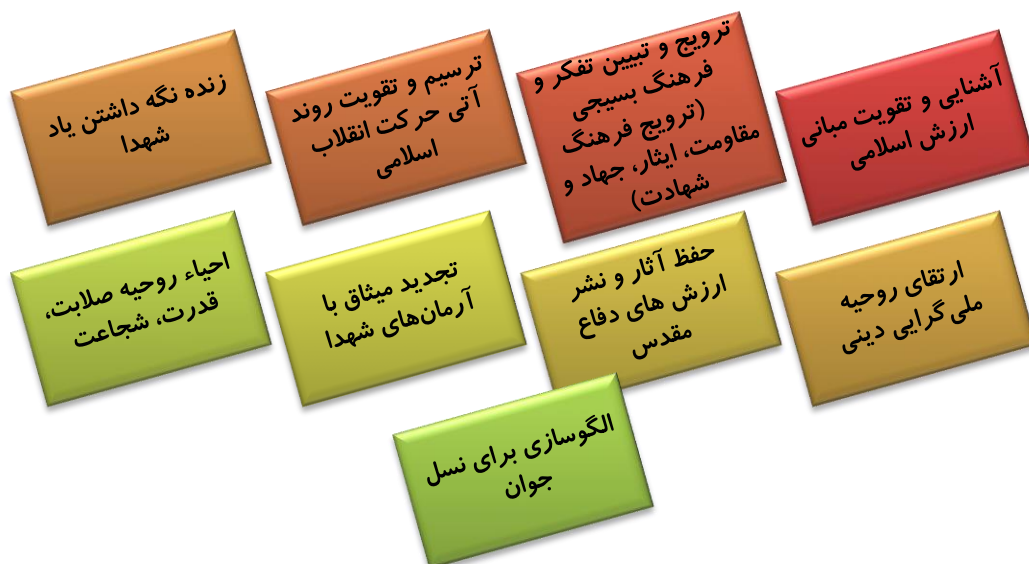 آشنایی و تقویت مبانی
ارزش اسلامی
ترویج و تبیین تفکر و
فرهنگ بسیجی
(ترویج فرهنگ
مقاومت، ایثار، جهاد و
شهادت)
ترسیم و تقویت روند
آتی حرکت انقلاب
اسلامی
زنده نگه داشتن یاد
شهدا
ارتقای روحیه
ملی‌گرایی دینی
حفظ آثار و نشر
ارزش های دفاع
مقدس
تجدید میثاق با
آرمان‌های شهدا
احیاء روحیه صلابت،
قدرت، شجاعت
الگوسازی برای نسل
جوان